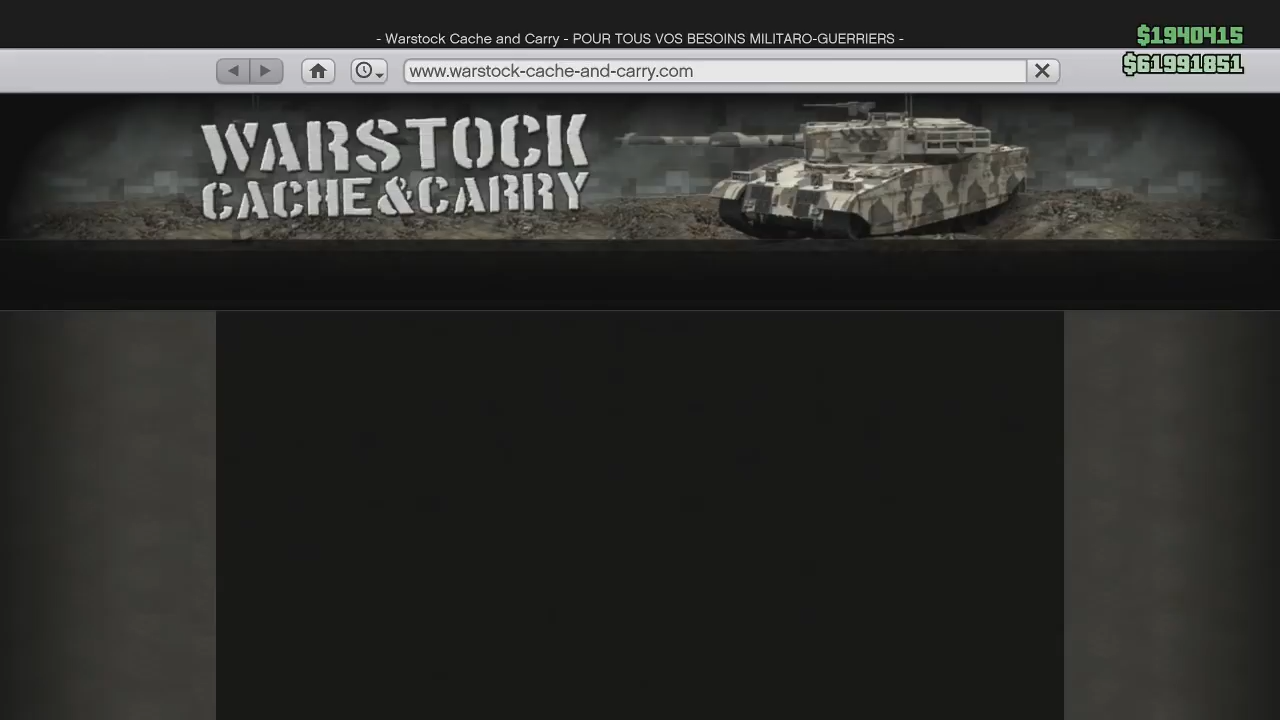 - Warstock Cache and Carry - POUR TOUS VOS BESOINS MILITARO-GUERRIERS -
$1940415
$61991851
www.warstock-cache-and-carry.com
WARSTOCK
CACHE&CARRY